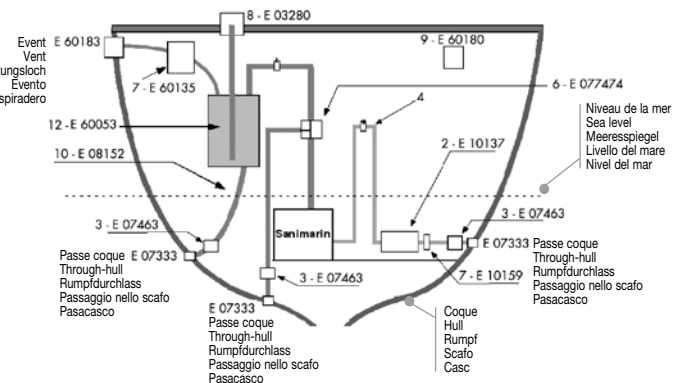 8 - E 03280
Event E 60183
Vent
tungsloch
Evento
spiradero
9 - E 60180
7 - E 60135
6 - E 077474
4
Niveau de la mer
Sea level
Meeresspiegel
Livello del mare
Nivel del mar
12 - E 60053
2 - E 10137
10 - E 08152
3 - E 07463
3 - E 07463
Sanimarin
Passe coque E 07333
Through-hull
Rumpfdurchlass
Passaggio nello scafo
Pasacasco
E 07333 Passe coque
Through-hull
Rumpfdurchlass
Passaggio nello scafo
Pasacasco
3 - E 07463
7 - E 10159
E 07333
Passe coque
Through-hull
Rumpfdurchlass
Passaggio nello scafo
Pasacasco
Coque
Hull
Rumpf
Scafo
Casc